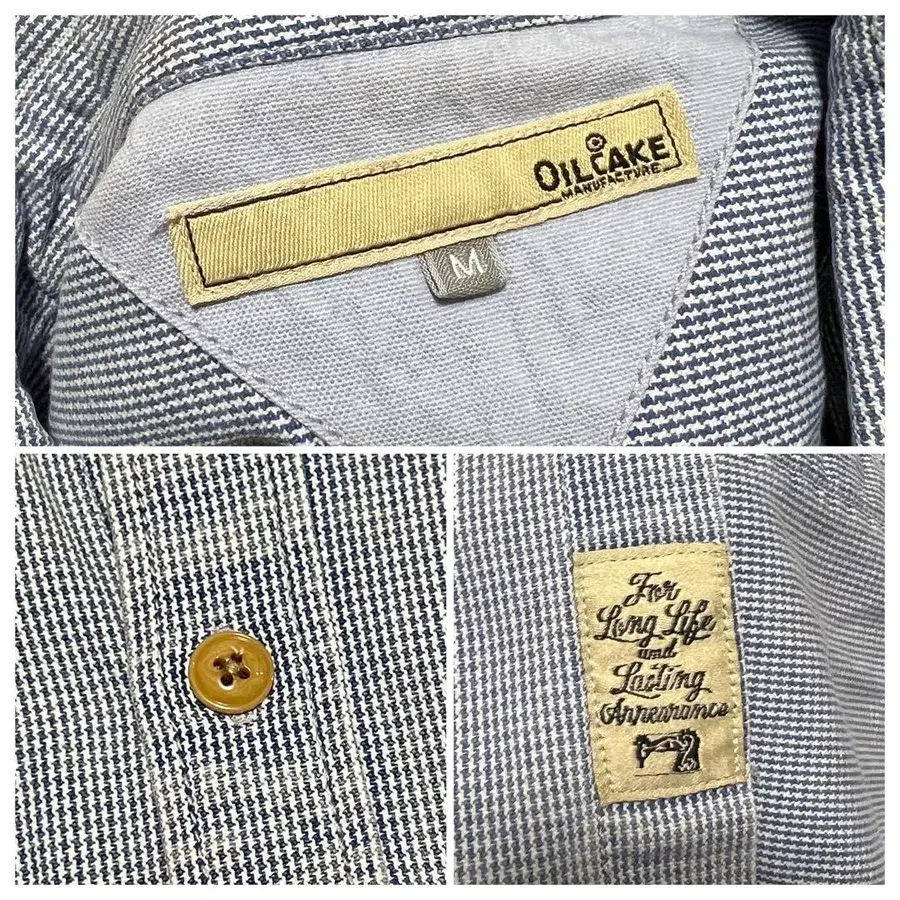 OILCAKE
MANUFACTURE
M
For
Long Life
and
Lasting
Appearance